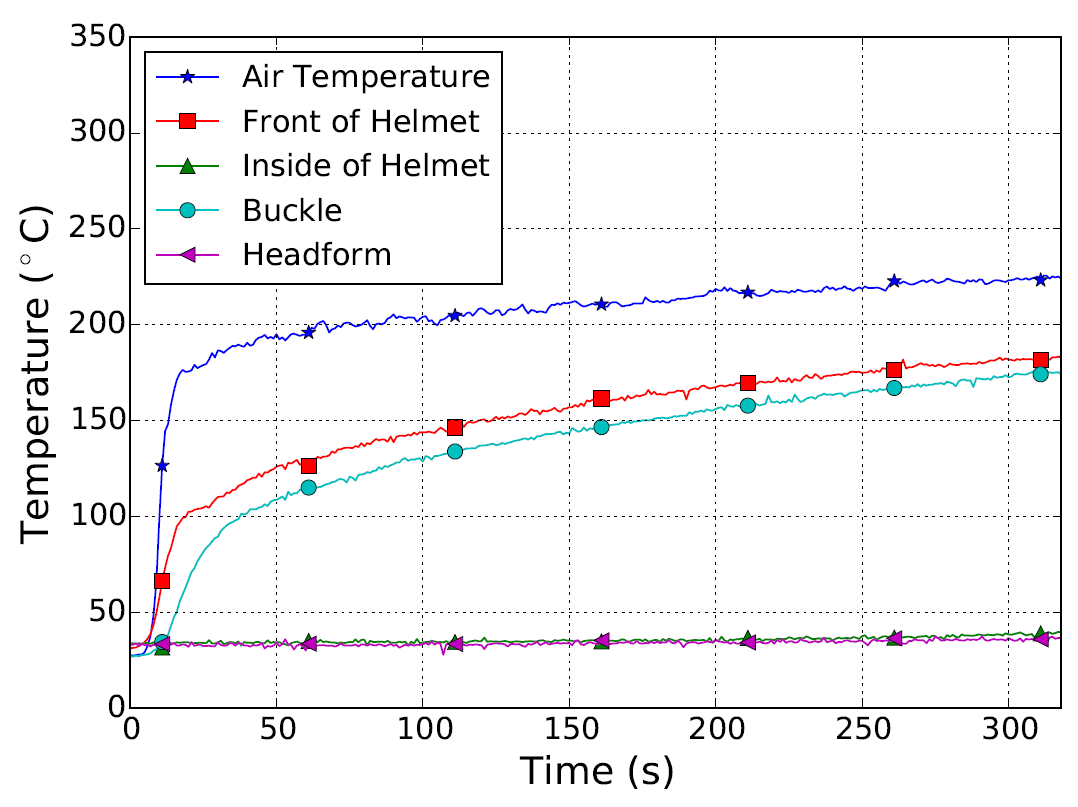 350
300
250
200
150
100
50
0
Temperature (°C)
Air Temperature
Front of Helmet
Inside of Helmet
Buckle
Headform
0 50 100 150 200 250 300
Time (s)